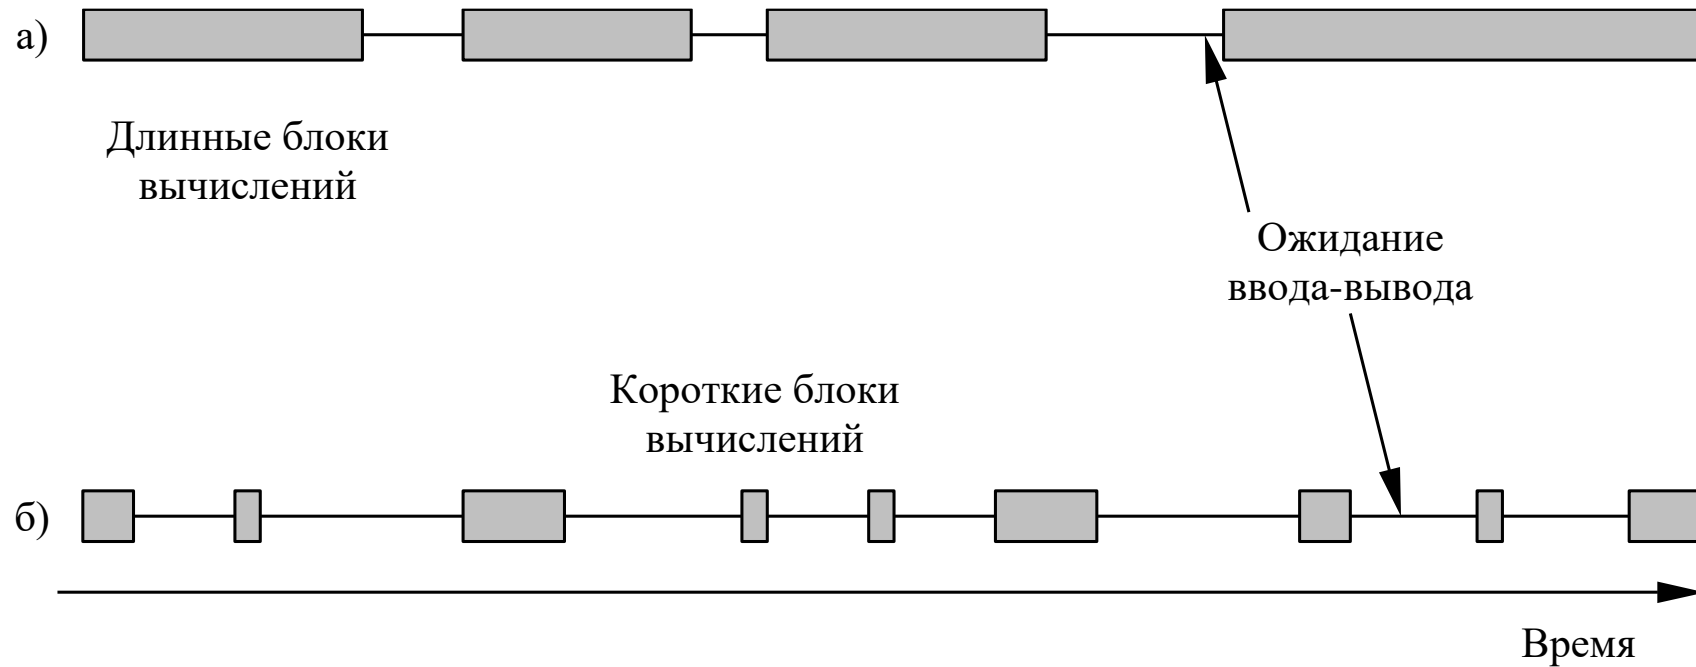 а)
Длинные блоки
вычислений
Ожидание
ввода-вывода
Короткие блоки
вычислений
б)
Время